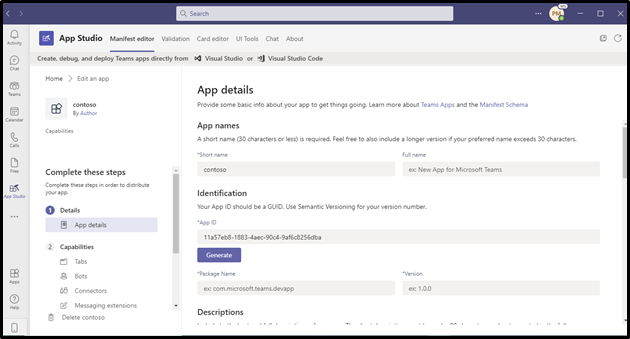 Search
PM
Activity
Chat
Teams
Calendar
Calls
Files
App Studio
Apps
Help
App Studio Manifest editor Validation Card editor UI Tools Chat About
Create, debug, and deploy Teams apps directly from Visual Studio or Visual Studio Code
Home > Edit an app
contoso
By Author
Capabilities
Complete these steps
Complete these steps in order to distribute
your app.
1 Details
App details
2 Capabilities
Tabs
Bots
Connectors
Messaging extensions
Delete contoso
App details
Provide some basic info about your app to get things going. Learn more about Teams Apps and the Manifest Schema
App names
A short name (30 characters or less) is required. Feel free to also include a longer version if your preferred name exceeds 30 characters.
*Short name Full name
contoso ex: New App for Microsoft Teams
Identification
Your App ID should be a GUID. Use Semantic Versioning for your version number.
*App ID
11a57eb8-1883-4aec-90c4-9af6c8256dba
Generate
*Package Name *Version
ex: com.microsoft.teams.devapp ex: 1.0.0
Descriptions